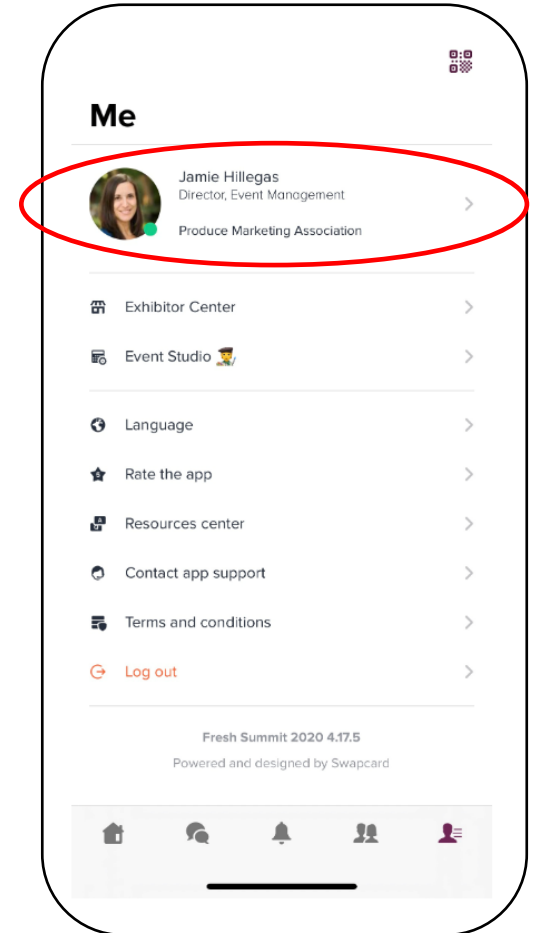 Me
Jamie Hillegas
Director, Event Management
Produce Marketing Association
Exhibitor Center
Event Studio
Language
Rate the app
Resources center
Contact app support
Terms and conditions
Log out
Fresh Summit 2020 4.17.5
Powered and designed by Swapcard